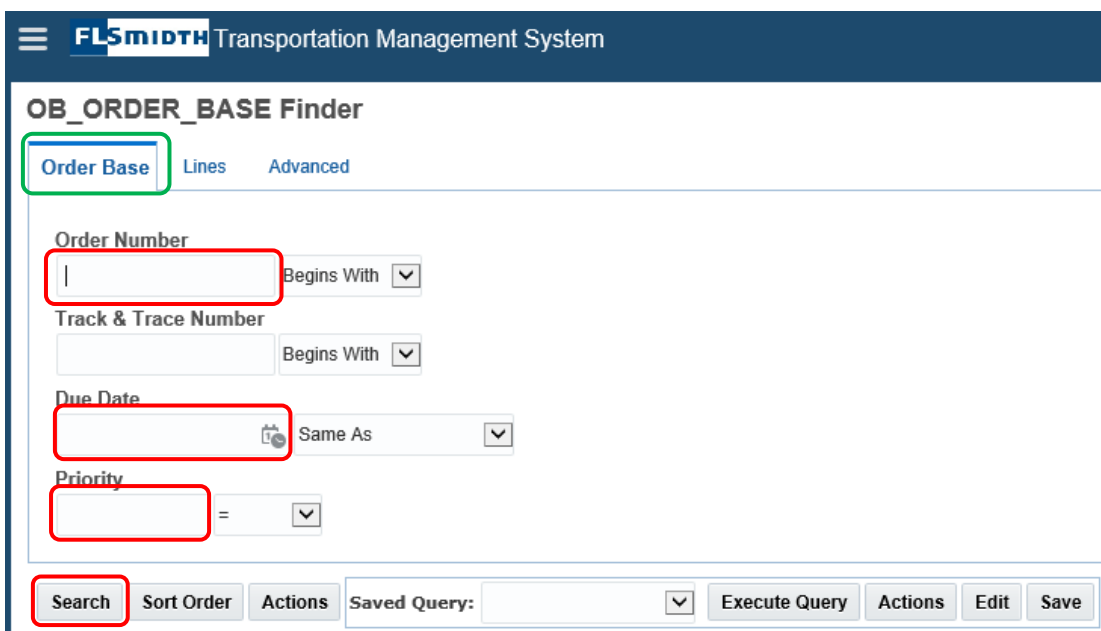 FLSMIDTH Transportation Management System
OB_ORDER_BASE Finder
Order Base Lines Advanced
Order Number
Begins With
Track & Trace Number
Begins With
Due Date
Same As
Priority
=
Search Sort Order Actions Saved Query: Execute Query Actions Edit Save